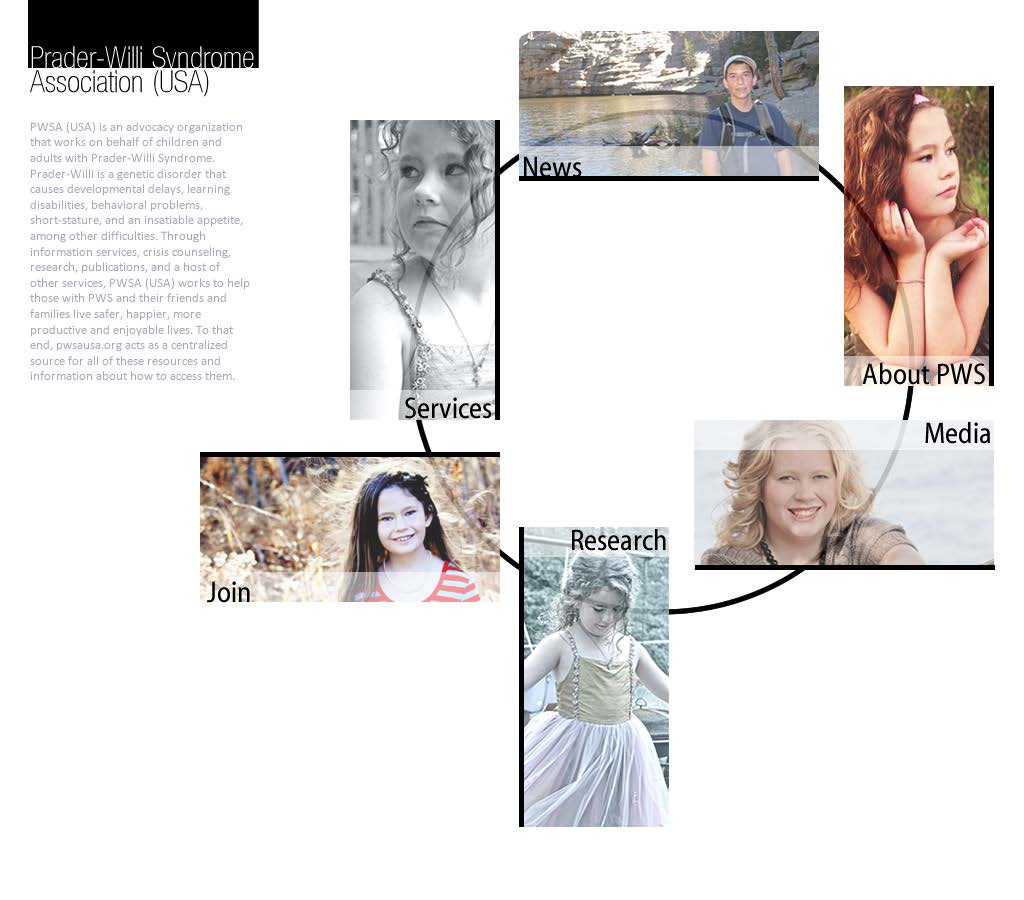 Prader-Willi Syndrome
Association (USA)
PWSA (USA) is an advocacy organization
that works on behalf of children and
adults with Prader-Willi Syndrome.
Prader-Willi is a genetic disorder that
causes developmental delays, learning
disabilities, behavioral problems,
short-stature, and an insatiable appetite,
among other difficulties. Through
information services, crisis counseling,
research, publications, and a host of
other services, PWSA (USA) works to help
those with PWS and their friends and
families live safer, happier, more
productive and enjoyable lives. To that
end, pwsausa.org acts as a centralized
source for all of these resources and
information about how to access them.
News
About PWS
Services
Media
Research
Join